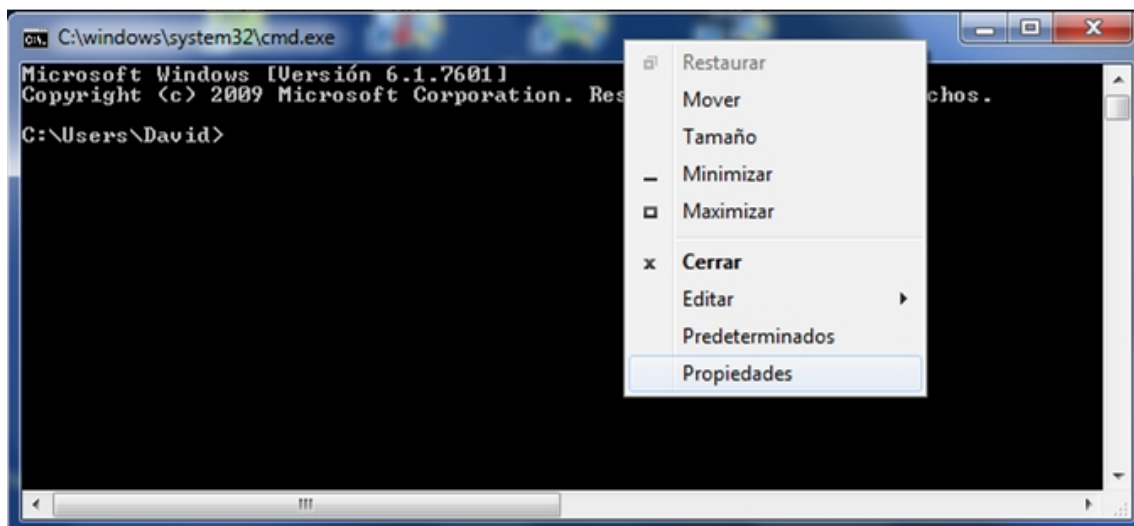 C:\windows\system32\cmd.exe
Microsoft Windows [Versión 6.1.7601]
Copyright (c) 2009 Microsoft Corporation. Res
chos.
C:\Users\David>
Restaurar
Mover
Tamaño
Minimizar
Maximizar
Cerrar
Editar
Predeterminados
Propiedades